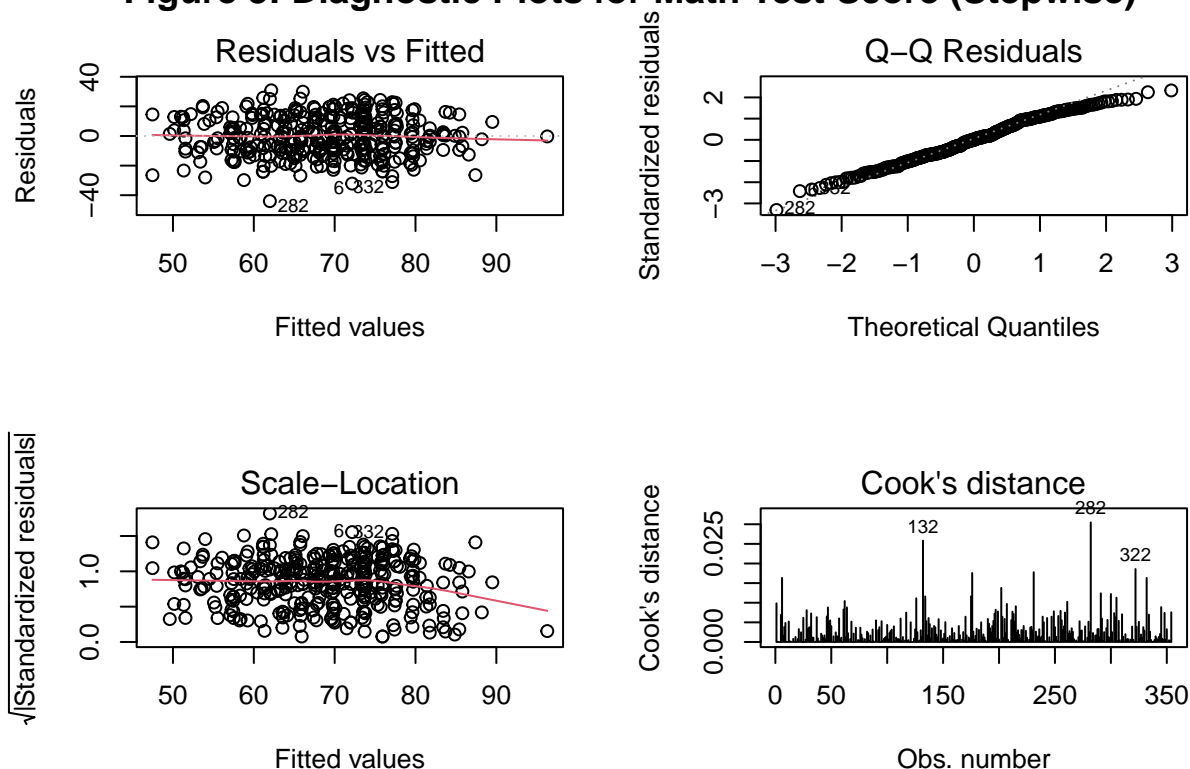 Figure 3: Diagnostic Plots for Math Test Score (Stepwise)
Residuals vs Fitted
Residuals
40
0
−40
6
332
282
50 60 70 80 90
Fitted values
Q−Q Residuals
Standardized residuals
2
0
−3
282
−3 −2 −1 0 1 2 3
Theoretical Quantiles
Scale−Location
√|Standardized residuals|
1.0
0.0
282
6
332
50 60 70 80 90
Fitted values
Cook's distance
Cook's distance
0.025
0.000
132
282
322
0 50 150 250 350
Obs. number